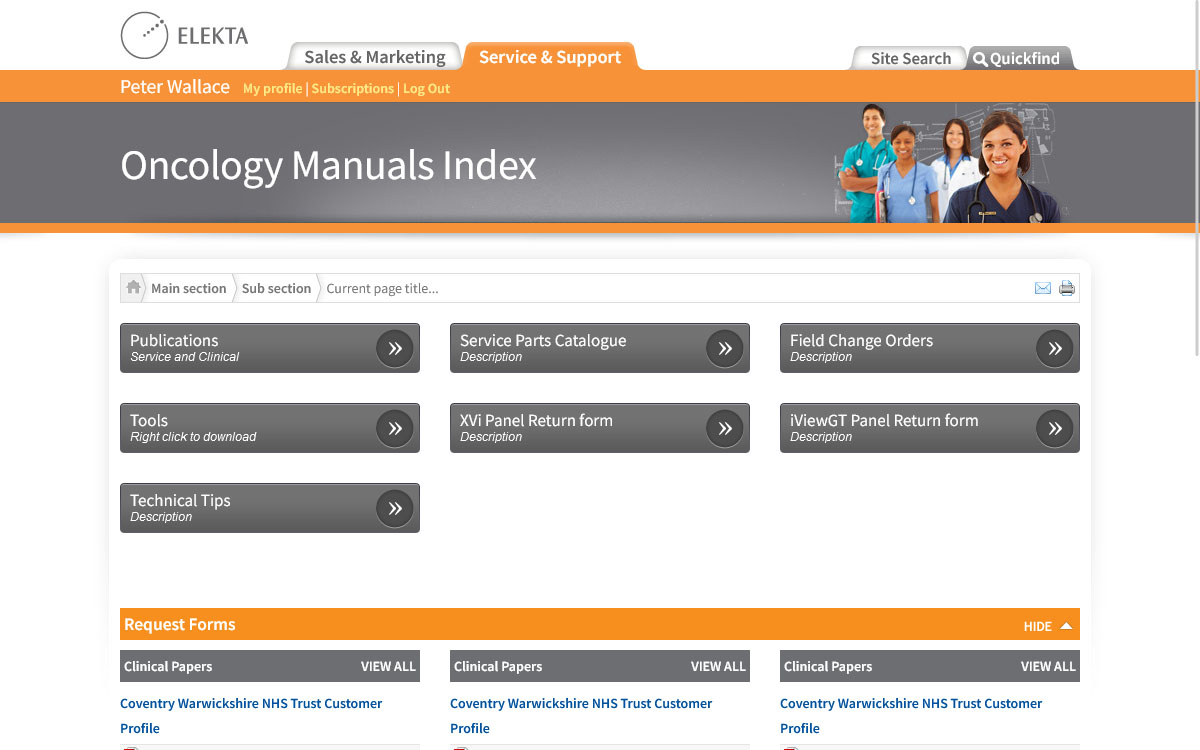 ELEKTA
Sales & Marketing
Service & Support
Site Search
Quickfind
Peter Wallace My profile | Subscriptions | Log Out
Oncology Manuals Index
Main section Sub section Current page title...
Publications
Service and Clinical
Service Parts Catalogue
Description
Field Change Orders
Description
Tools
Right click to download
XVi Panel Return form
Description
iViewGT Panel Return form
Description
Technical Tips
Description
Request Forms HIDE
Clinical Papers VIEW ALL
Coventry Warwickshire NHS Trust Customer
Profile
Clinical Papers VIEW ALL
Coventry Warwickshire NHS Trust Customer
Profile
Clinical Papers VIEW ALL
Coventry Warwickshire NHS Trust Customer
Profile